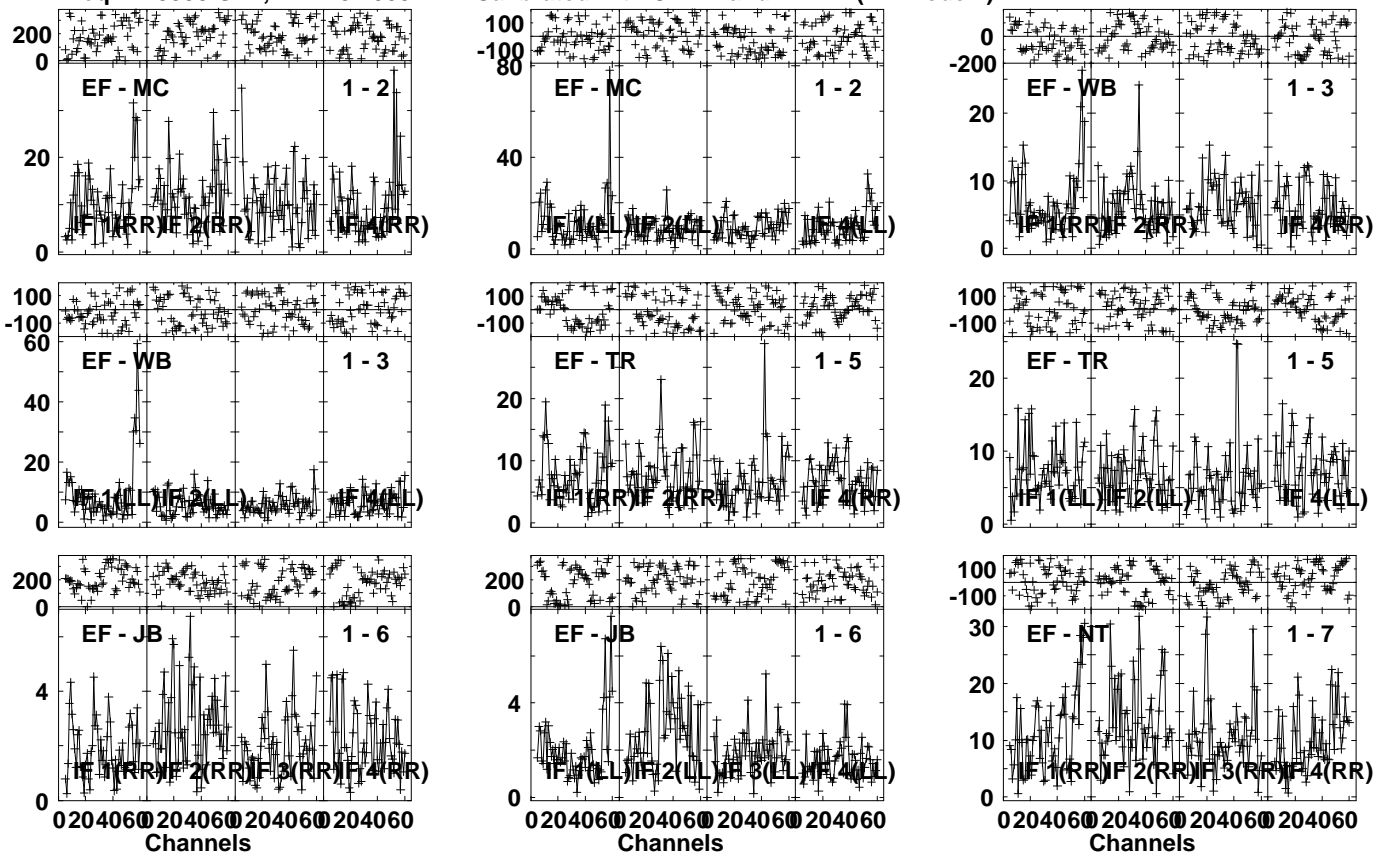 200
0
EF - MC
1 - 2
20
0
IF 1(RR)
IF 2(RR)
IF 4(RR)
100
-100
80
EF - MC
1 - 2
40
0
IF 1(LL)
IF 2(LL)
IF 4(LL)
0
-200
EF - WB
1 - 3
20
10
0
IF 1(RR)
IF 2(RR)
IF 4(RR)
100
-100
60
EF - WB
1 - 3
40
20
0
IF 1(LL)
IF 2(LL)
IF 4(LL)
100
-100
EF - TR
1 - 5
20
10
0
IF 1(RR)
IF 2(RR)
IF 4(RR)
100
-100
EF - TR
1 - 5
20
10
0
IF 1(LL)
IF 2(LL)
IF 4(LL)
200
0
EF - JB
1 - 6
4
0
IF 1(RR)
IF 2(RR)
IF 3(RR)
IF 4(RR)
0 20 40 60 0 20 40 60 0 20 40 60 0 20 40 60
Channels
200
0
EF - JB
1 - 6
4
0
IF 1(LL)
IF 2(LL)
IF 3(LL)
IF 4(LL)
0 20 40 60 0 20 40 60 0 20 40 60 0 20 40 60
Channels
100
-100
EF - NT
1 - 7
30
20
10
0
IF 1(RR)
IF 2(RR)
IF 3(RR)
IF 4(RR)
0 20 40 60 0 20 40 60 0 20 40 60 0 20 40 60
Channels